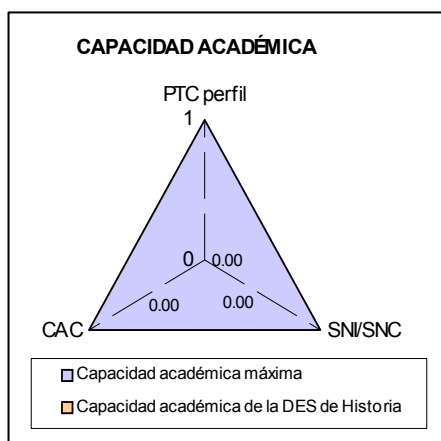 CAPACIDAD ACADÉMICA
PTC perfil
1
0 0.00
0.00 0.00
CAC SNI/SNC
Capacidad académica máxima
Capacidad académica de la DES de Historia